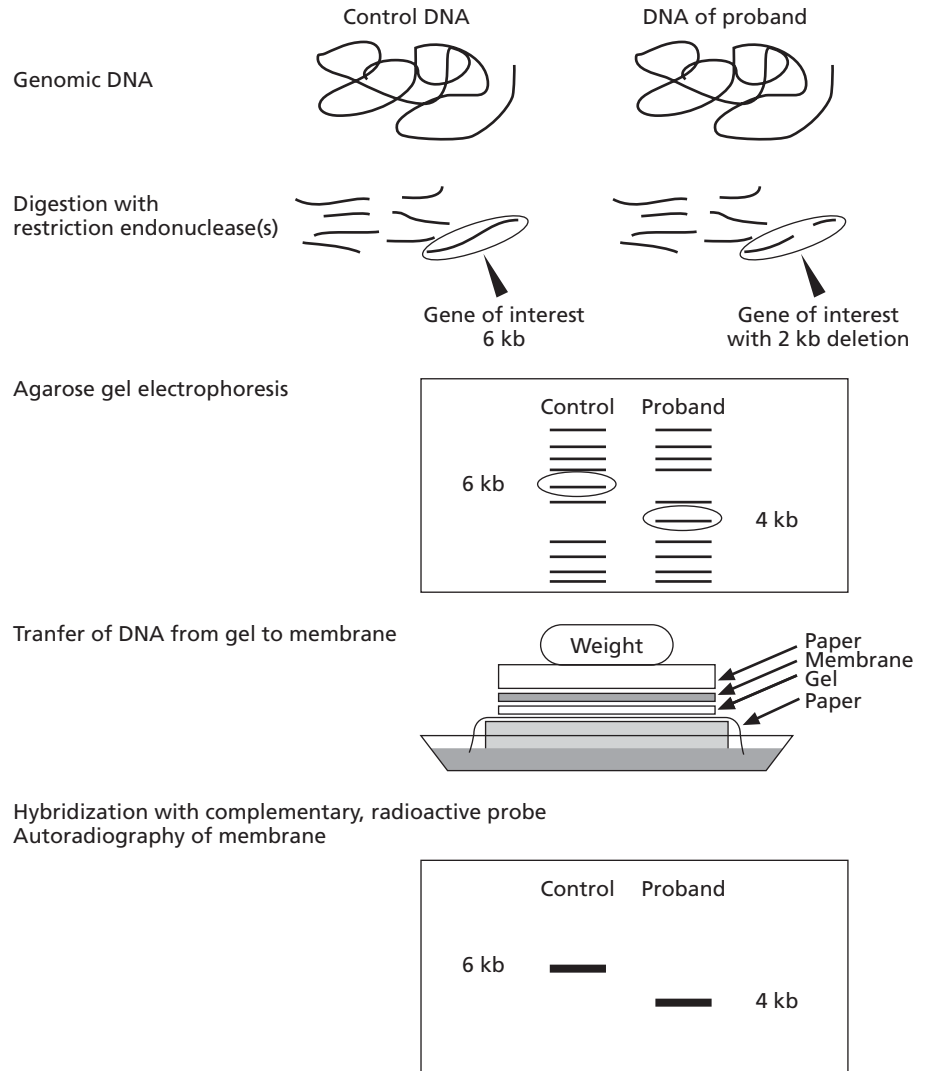 Control DNA
DNA of proband
Genomic DNA
Digestion with
restriction endonuclease(s)
Gene of interest
6 kb
Gene of interest
with 2 kb deletion
Agarose gel electrophoresis
Control
Proband
6 kb
4 kb
Tranfer of DNA from gel to membrane
Weight
Paper
Membrane
Gel
Paper
Hybridization with complementary, radioactive probe
Autoradiography of membrane
Control
Proband
6 kb
4 kb